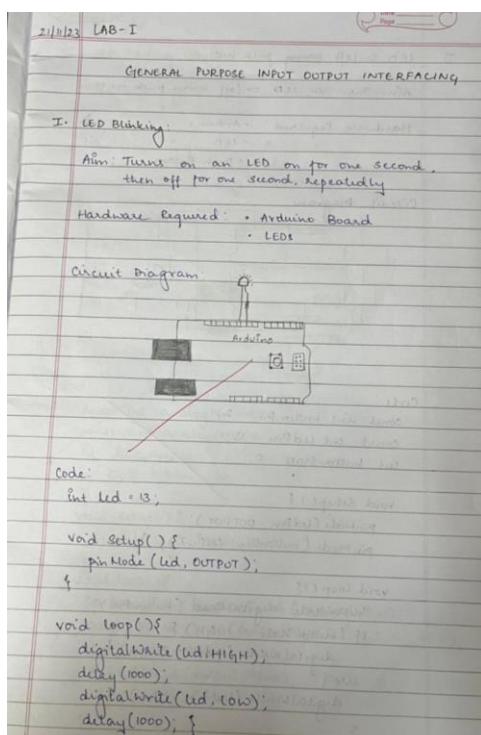 Page
21/11/23 LAB-I
GENERAL PURPOSE INPUT OUTPUT INTERFACING
I. LED Blinking:
Aim: Turns on an LED on for one second,
then off for one second, repeatedly
Hardware Required: • Arduino Board
• LEDs
Circuit Diagram
Arduino
Code:
int led = 13;
void setup() {
pinMode (led, OUTPUT);
}
void loop(){
digitalWrite(led, HIGH);
delay(1000);
digitalWrite(led, LOW);
delay(1000); }